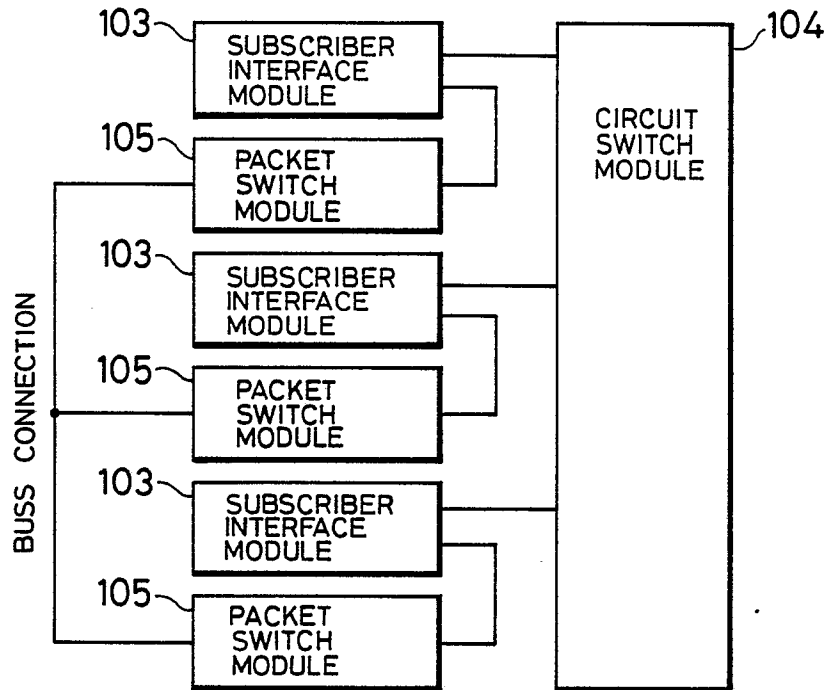 103
SUBSCRIBER
INTERFACE
MODULE
104
CIRCUIT
SWITCH
MODULE
105
PACKET
SWITCH
MODULE
103
SUBSCRIBER
INTERFACE
MODULE
105
PACKET
SWITCH
MODULE
103
SUBSCRIBER
INTERFACE
MODULE
105
PACKET
SWITCH
MODULE
BUSS CONNECTION